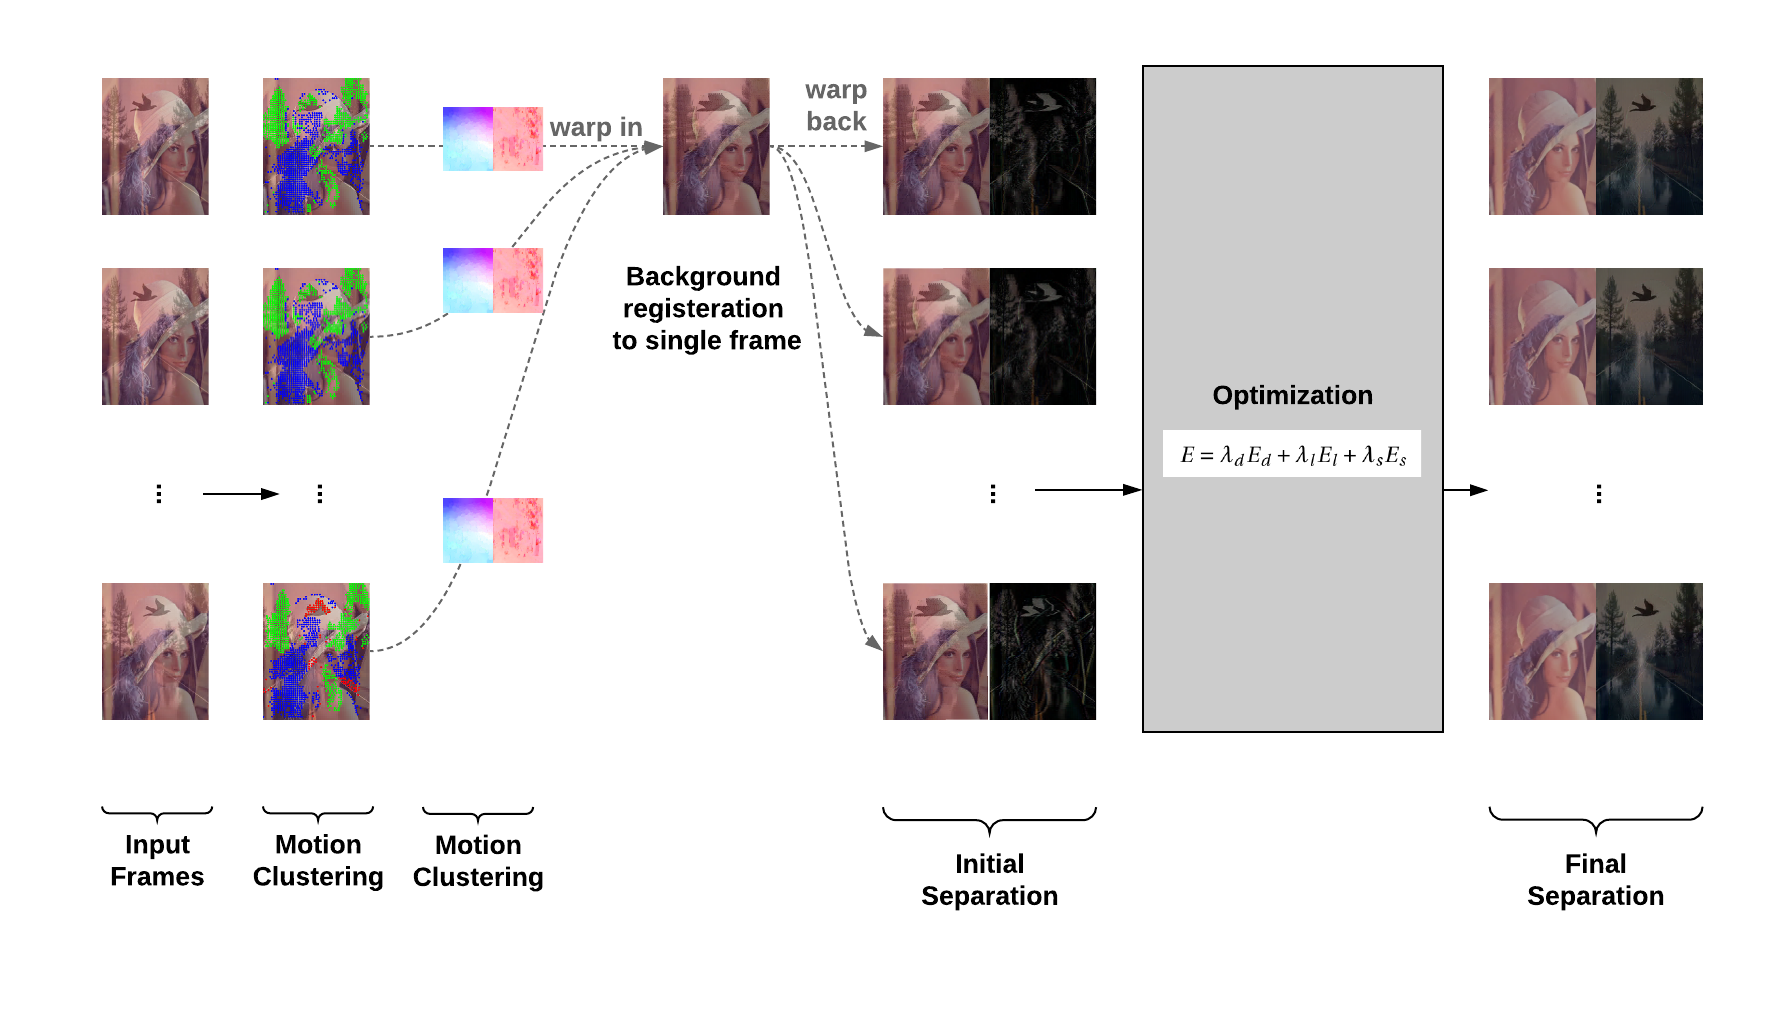 warp in
warp
back
Background
registeration
to single frame
Optimization
E = λ_d E_d + λ_l E_l + λ_s E_s
Input
Frames
Motion
Clustering
Motion
Clustering
Initial
Separation
Final
Separation